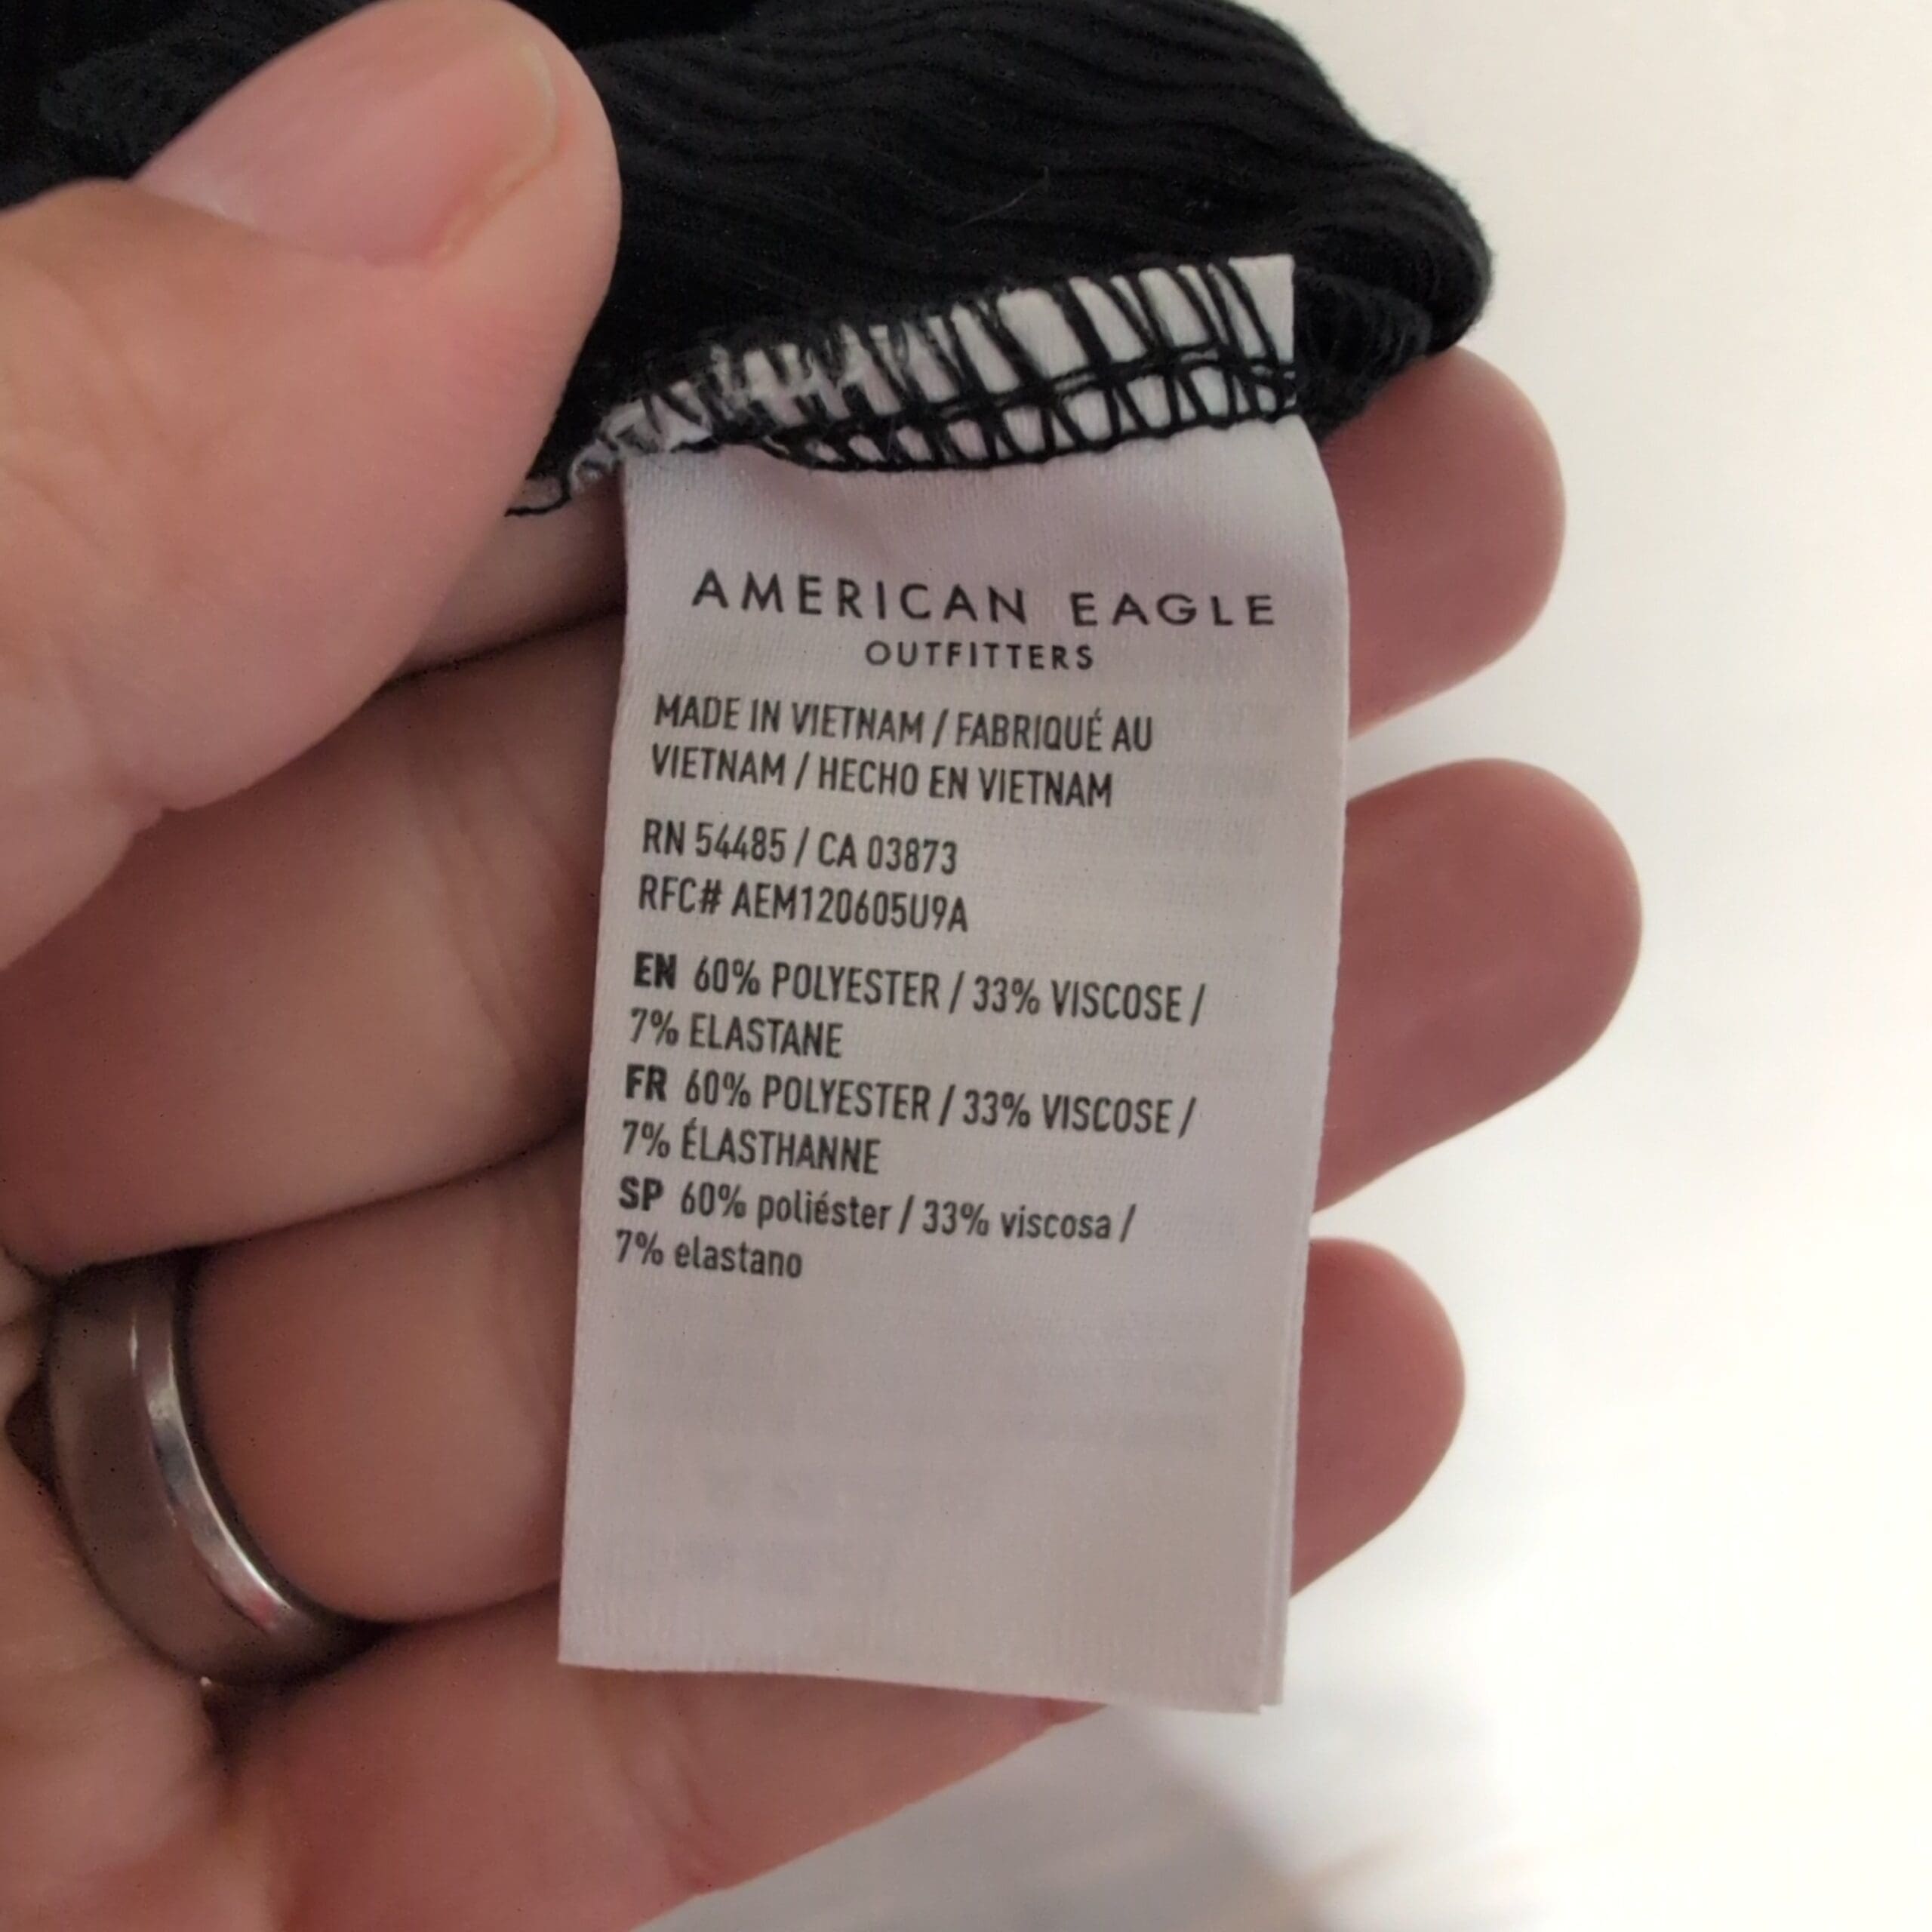 AMERICAN EAGLE
OUTFITTERS
MADE IN VIETNAM / FABRIQUÉ AU
VIETNAM / HECHO EN VIETNAM
RN 54485 / CA 03873
RFC# AEM120605U9A
EN 60% POLYESTER / 33% VISCOSE /
7% ELASTANE
FR 60% POLYESTER / 33% VISCOSE /
7% ÉLASTHANNE
SP 60% poliéster / 33% viscosa /
7% elastano